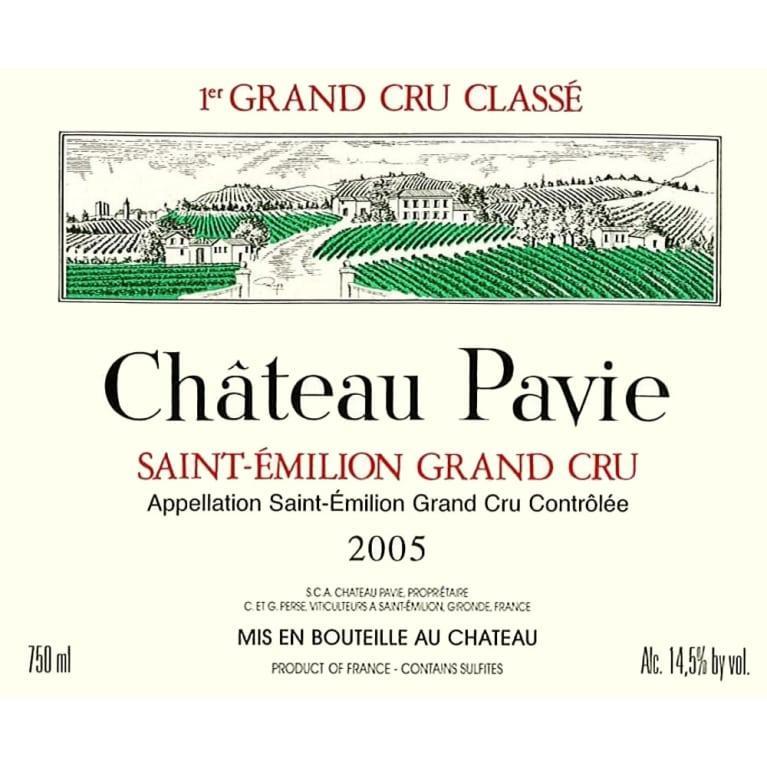 1er GRAND CRU CLASSÉ
Château Pavie
SAINT-ÉMILION GRAND CRU
Appellation Saint-Émilion Grand Cru Contrôlée
2005
S.C.A. CHATEAU PAVIE, PROPRÉTAIRE
C. ET G. PERSE, VITICULTEURS A SAINT-ÉMILION, GIRONDE, FRANCE
MIS EN BOUTEILLE AU CHATEAU
750 ml
PRODUCT OF FRANCE - CONTAINS SULFITES
Alc. 14,5% by vol.